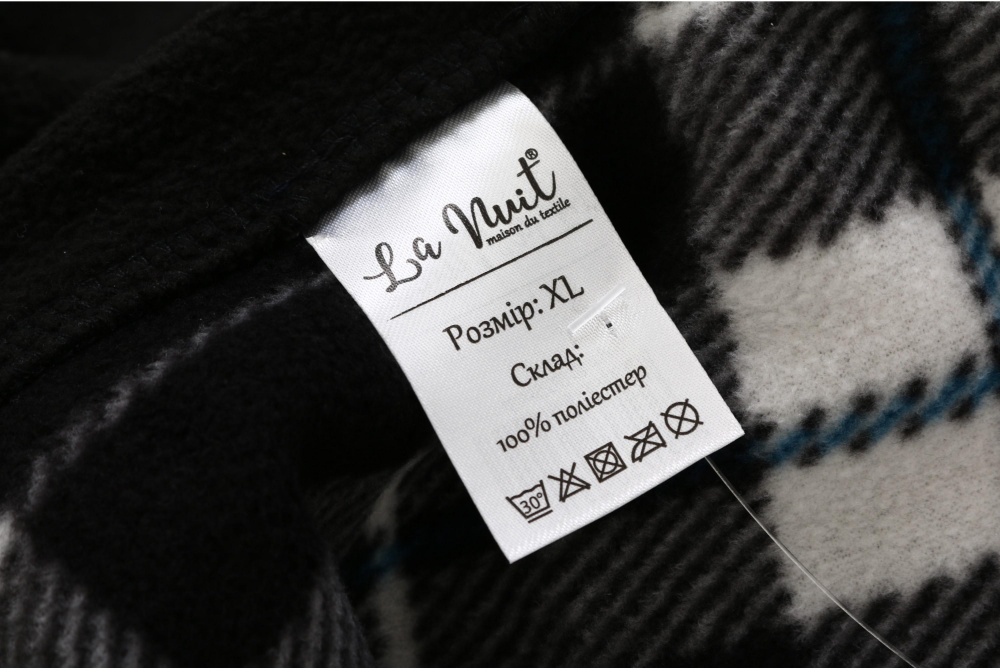 La Nuit®
maison du textile
Розмір: XL
Склад:
100% поліестер
30°